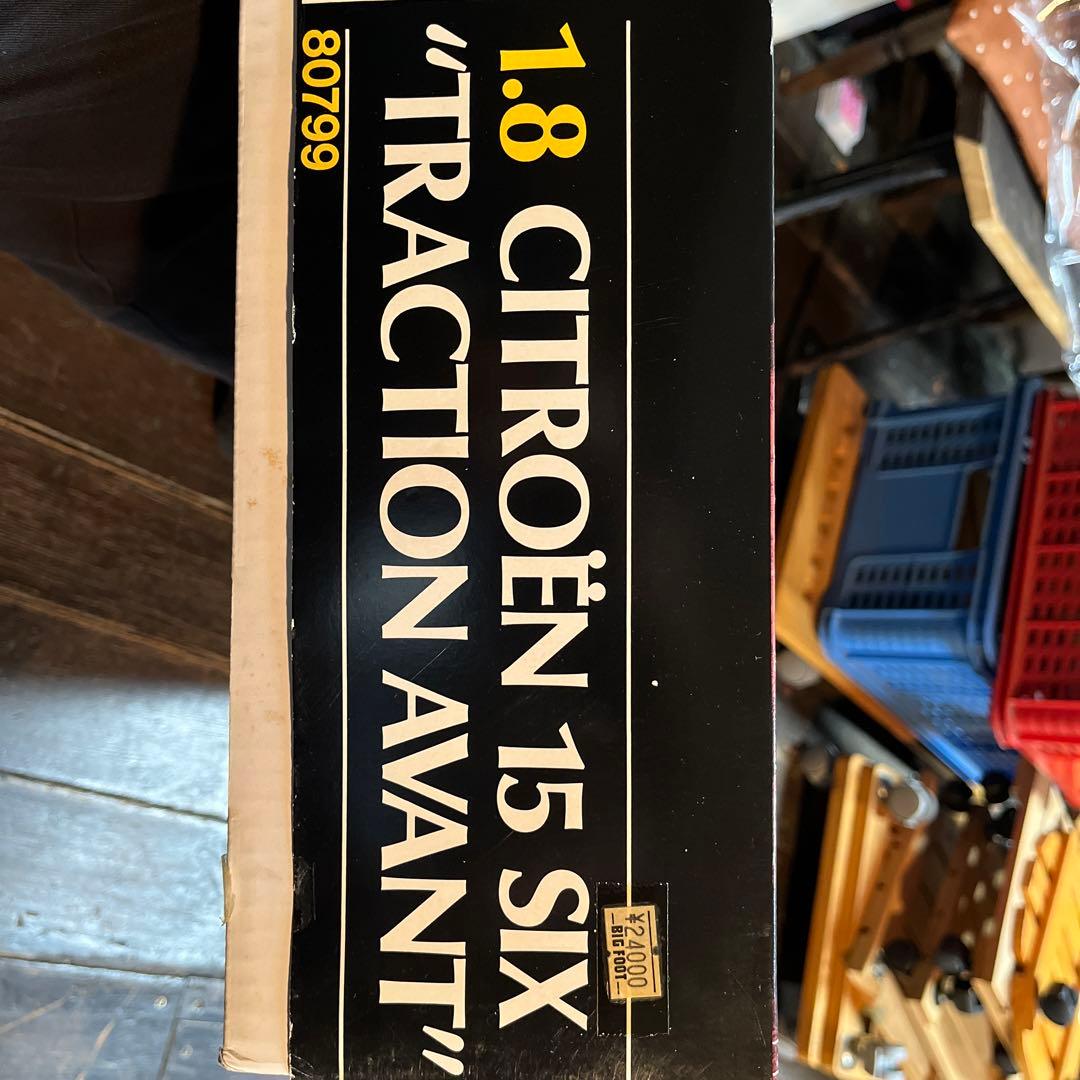 ¥24000
BIG FOOT
1.8 CITROËN 15 SIX
"TRACTION AVANT"
80799